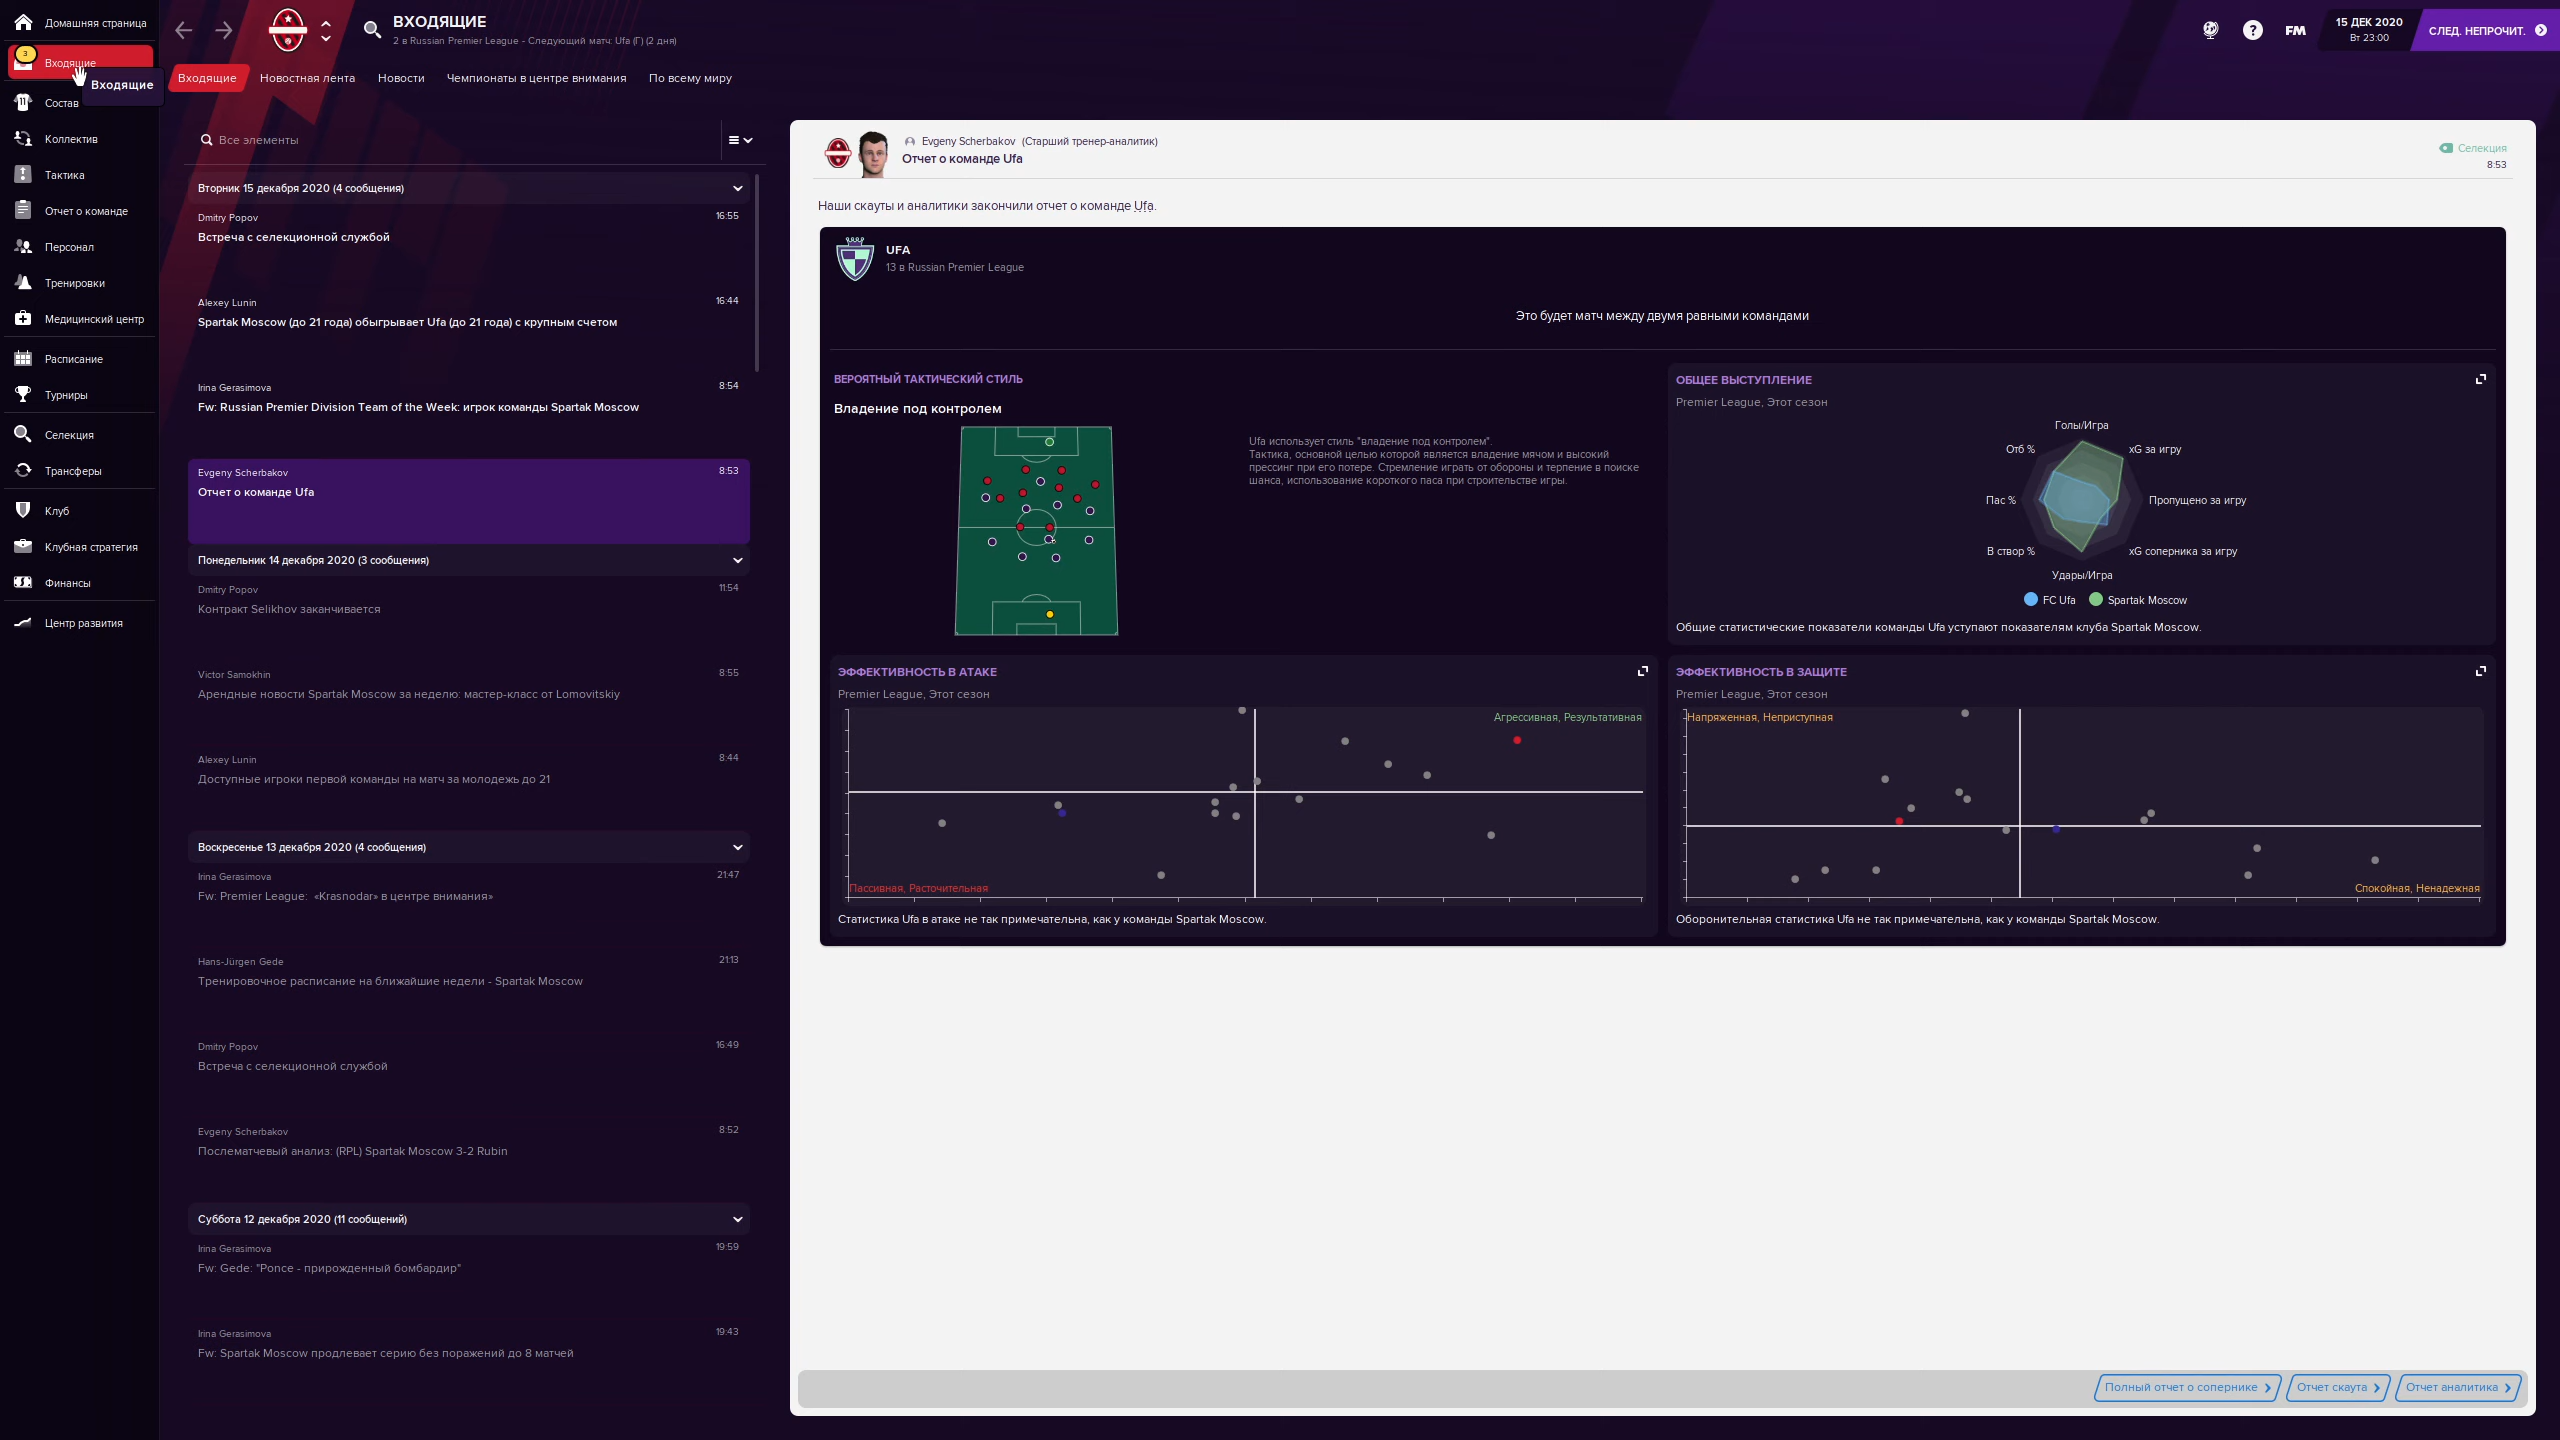 Домашняя страница
3
Входящие
Входящие
11
Состав
Коллектив
Тактика
Отчет о команде
Персонал
Тренировки
Медицинский центр
Расписание
Турниры
Селекция
Трансферы
Клуб
Клубная стратегия
Финансы
Центр развития
ВХОДЯЩИЕ
2 в Russian Premier League - Следующий матч: Ufa (Г) (2 дня)
?
FM
15 ДЕК 2020
Вт 23:00
СЛЕД. НЕПРОЧИТ.
Входящие
Новостная лента
Новости
Чемпионаты в центре внимания
По всему миру
Все элементы
Вторник 15 декабря 2020 (4 сообщения)
Dmitry Popov 16:55
Встреча с селекционной службой
Alexey Lunin 16:44
Spartak Moscow (до 21 года) обыгрывает Ufa (до 21 года) с крупным счетом
Irina Gerasimova 8:54
Fw: Russian Premier Division Team of the Week: игрок команды Spartak Moscow
Evgeny Scherbakov 8:53
Отчет о команде Ufa
Понедельник 14 декабря 2020 (3 сообщения)
Dmitry Popov 11:54
Контракт Selikhov заканчивается
Victor Samokhin 8:55
Арендные новости Spartak Moscow за неделю: мастер-класс от Lomovitskiy
Alexey Lunin 8:44
Доступные игроки первой команды на матч за молодежь до 21
Воскресенье 13 декабря 2020 (4 сообщения)
Irina Gerasimova 21:47
Fw: Premier League: «Krasnodar» в центре внимания»
Hans-Jürgen Gede 21:13
Тренировочное расписание на ближайшие недели - Spartak Moscow
Dmitry Popov 16:49
Встреча с селекционной службой
Evgeny Scherbakov 8:52
Послематчевый анализ: (RPL) Spartak Moscow 3-2 Rubin
Суббота 12 декабря 2020 (11 сообщений)
Irina Gerasimova 19:59
Fw: Gede: "Ponce - прирожденный бомбардир"
Irina Gerasimova 19:43
Fw: Spartak Moscow продлевает серию без поражений до 8 матчей
Evgeny Scherbakov (Старший тренер-аналитик)
Отчет о команде Ufa
Селекция
8:53
Наши скауты и аналитики закончили отчет о команде Ufa.
UFA
13 в Russian Premier League
Это будет матч между двумя равными командами
ВЕРОЯТНЫЙ ТАКТИЧЕСКИЙ СТИЛЬ
Владение под контролем
Ufa использует стиль "владение под контролем".
Тактика, основной целью которой является владение мячом и высокий
прессинг при его потере. Стремление играть от обороны и терпение в поиске
шанса, использование короткого паса при строительстве игры.
ОБЩЕЕ ВЫСТУПЛЕНИЕ
Premier League, Этот сезон
Голы/Игра
Отб %
xG за игру
Пас %
Пропущено за игру
В створ %
xG соперника за игру
Удары/Игра
FC Ufa
Spartak Moscow
Общие статистические показатели команды Ufa уступают показателям клуба Spartak Moscow.
ЭФФЕКТИВНОСТЬ В АТАКЕ
Premier League, Этот сезон
Агрессивная, Результативная
Пассивная, Расточительная
Статистика Ufa в атаке не так примечательна, как у команды Spartak Moscow.
ЭФФЕКТИВНОСТЬ В ЗАЩИТЕ
Premier League, Этот сезон
Напряженная, Неприступная
Спокойная, Ненадежная
Оборонительная статистика Ufa не так примечательна, как у команды Spartak Moscow.
Полный отчет о сопернике
Отчет скаута
Отчет аналитика